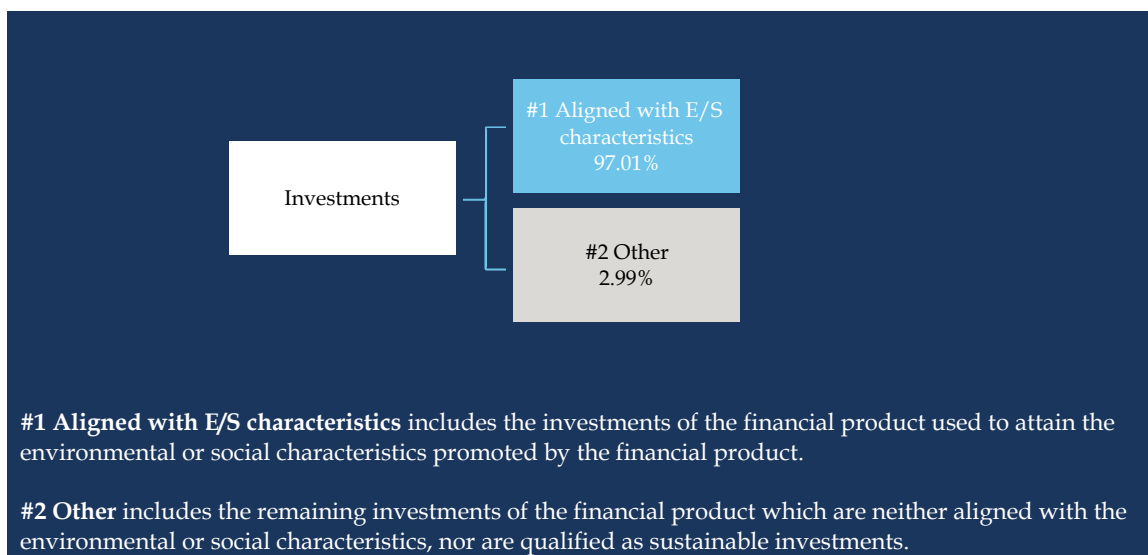 #1 Aligned with E/S
characteristics
97.01%
Investments
#2 Other
2.99%
#1 Aligned with E/S characteristics includes the investments of the financial product used to attain the
environmental or social characteristics promoted by the financial product.
#2 Other includes the remaining investments of the financial product which are neither aligned with the
environmental or social characteristics, nor are qualified as sustainable investments.